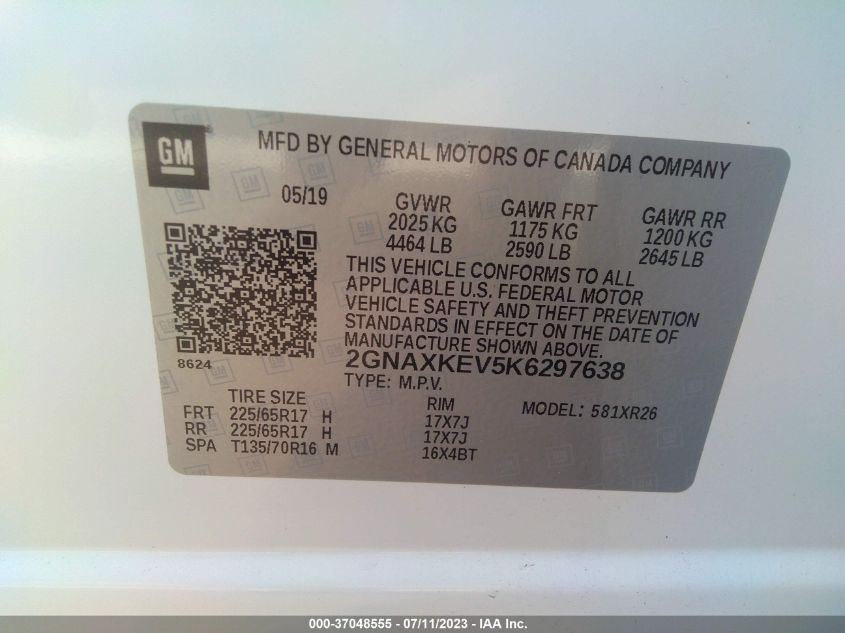 GM
MFD BY GENERAL MOTORS OF CANADA COMPANY
05/19
GVWR
2025 KG
4464 LB
GAWR FRT
1175 KG
2590 LB
GAWR RR
1200 KG
2645 LB
THIS VEHICLE CONFORMS TO ALL
APPLICABLE U.S. FEDERAL MOTOR
VEHICLE SAFETY AND THEFT PREVENTION
STANDARDS IN EFFECT ON THE DATE OF
MANUFACTURE SHOWN ABOVE.
8624
2GNAXKEV5K6297638
TYPE: M.P.V.
TIRE SIZE
RIM
MODEL: 581XR26
FRT 225/65R17 H 17X7J
RR 225/65R17 H 17X7J
SPA T135/70R16 M 16X4BT
000-37048555 - 07/11/2023 - IAA Inc.